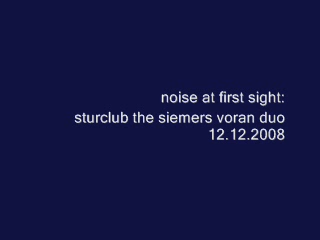 noise at first sight:
sturclub the siemers voran duo
12.12.2008